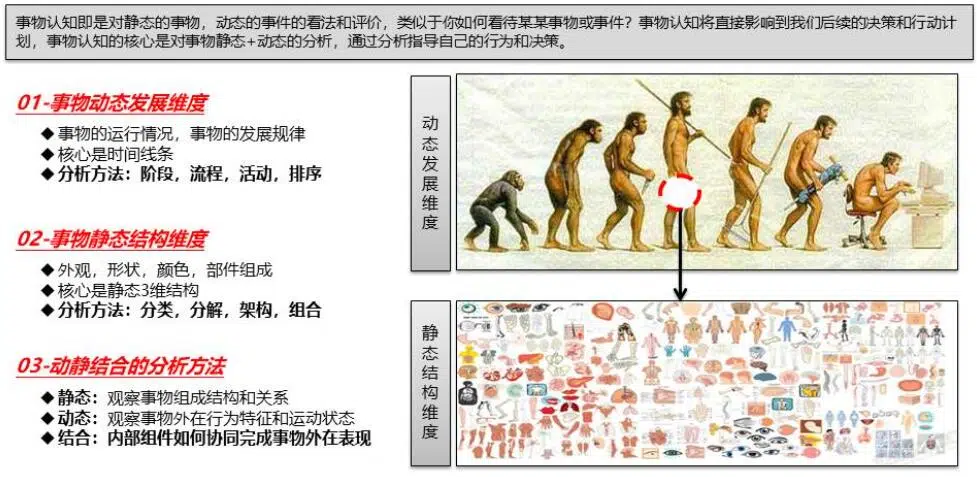 事物认知即是对静态的事物，动态的事件的看法和评价，类似于你如何看待某某事物或事件？事物认知将直接影响到我们后续的决策和行动计
划，事物认知的核心是对事物静态+动态的分析，通过分析指导自己的行为和决策。
01-事物动态发展维度
◆事物的运行情况，事物的发展规律
◆核心是时间线条
◆分析方法：阶段，流程，活动，排序
02-事物静态结构维度
◆外观，形状，颜色，部件组成
◆核心是静态3维结构
◆分析方法：分类，分解，架构，组合
03-动静结合的分析方法
◆静态：观察事物组成结构和关系
◆动态：观察事物外在行为特征和运动状态
◆结合：内部组件如何协同完成事物外在表现
动态发展维度
静态结构维度